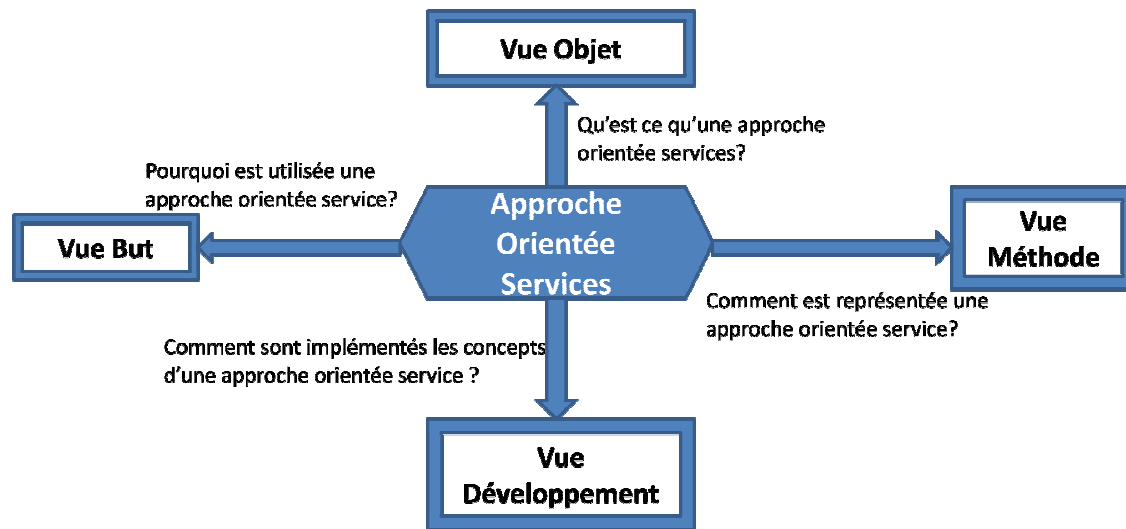 Vue Objet
Qu'est ce qu'une approche
orientée services?
Pourquoi est utilisée une
approche orientée service?
Approche
Orientée
Services
Vue But
Vue
Méthode
Comment est représentée une
approche orientée service?
Comment sont implémentés les concepts
d'une approche orientée service ?
Vue
Développement